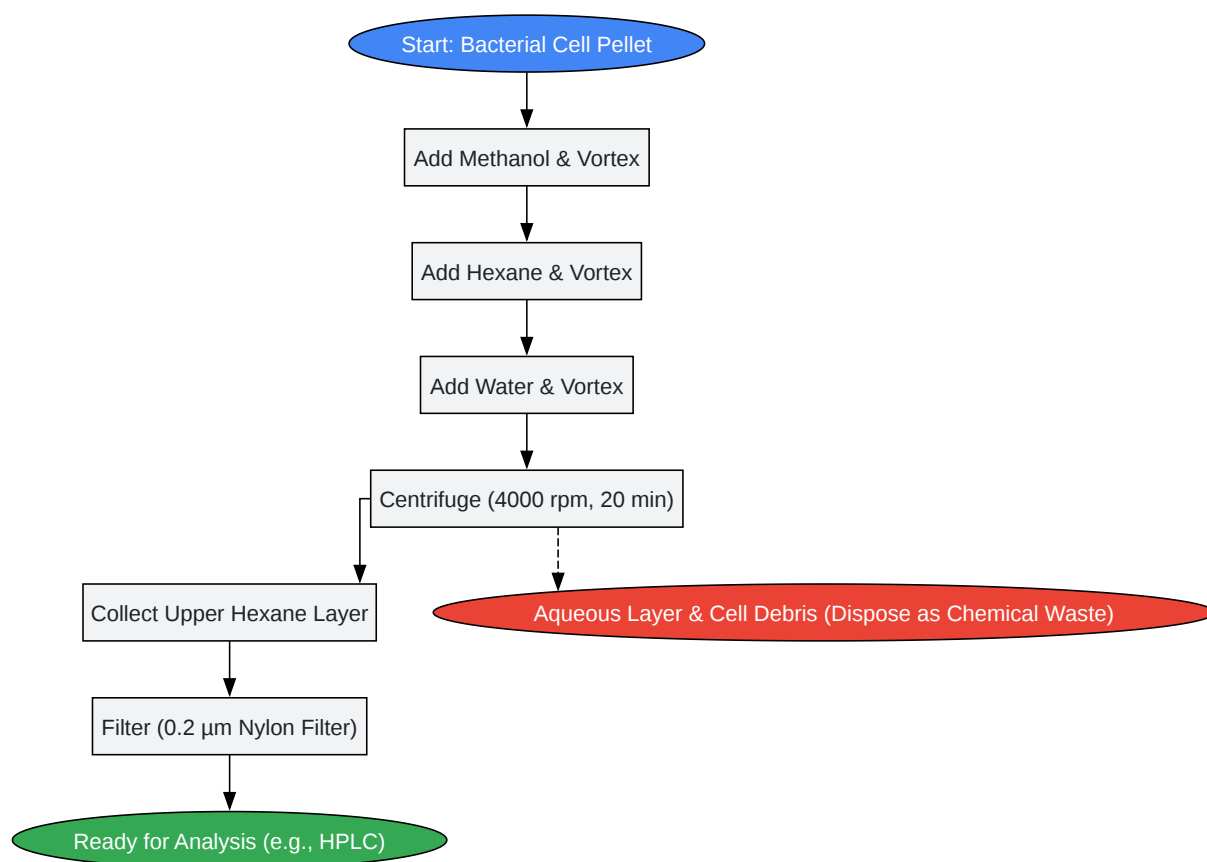 Start: Bacterial Cell Pellet
Add Methanol & Vortex
Add Hexane & Vortex
Add Water & Vortex
Centrifuge (4000 rpm, 20 min)
Collect Upper Hexane Layer
Aqueous Layer & Cell Debris (Dispose as Chemical Waste)
Filter (0.2 µm Nylon Filter)
Ready for Analysis (e.g., HPLC)